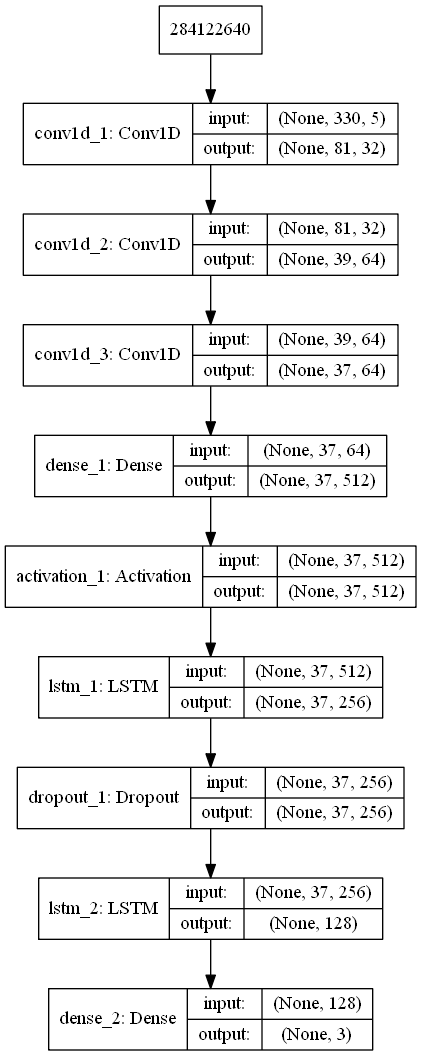 284122640
conv1d_1: Conv1D
input:
(None, 330, 5)
output:
(None, 81, 32)
conv1d_2: Conv1D
input:
(None, 81, 32)
output:
(None, 39, 64)
conv1d_3: Conv1D
input:
(None, 39, 64)
output:
(None, 37, 64)
dense_1: Dense
input:
(None, 37, 64)
output:
(None, 37, 512)
activation_1: Activation
input:
(None, 37, 512)
output:
(None, 37, 512)
lstm_1: LSTM
input:
(None, 37, 512)
output:
(None, 37, 256)
dropout_1: Dropout
input:
(None, 37, 256)
output:
(None, 37, 256)
lstm_2: LSTM
input:
(None, 37, 256)
output:
(None, 128)
dense_2: Dense
input:
(None, 128)
output:
(None, 3)